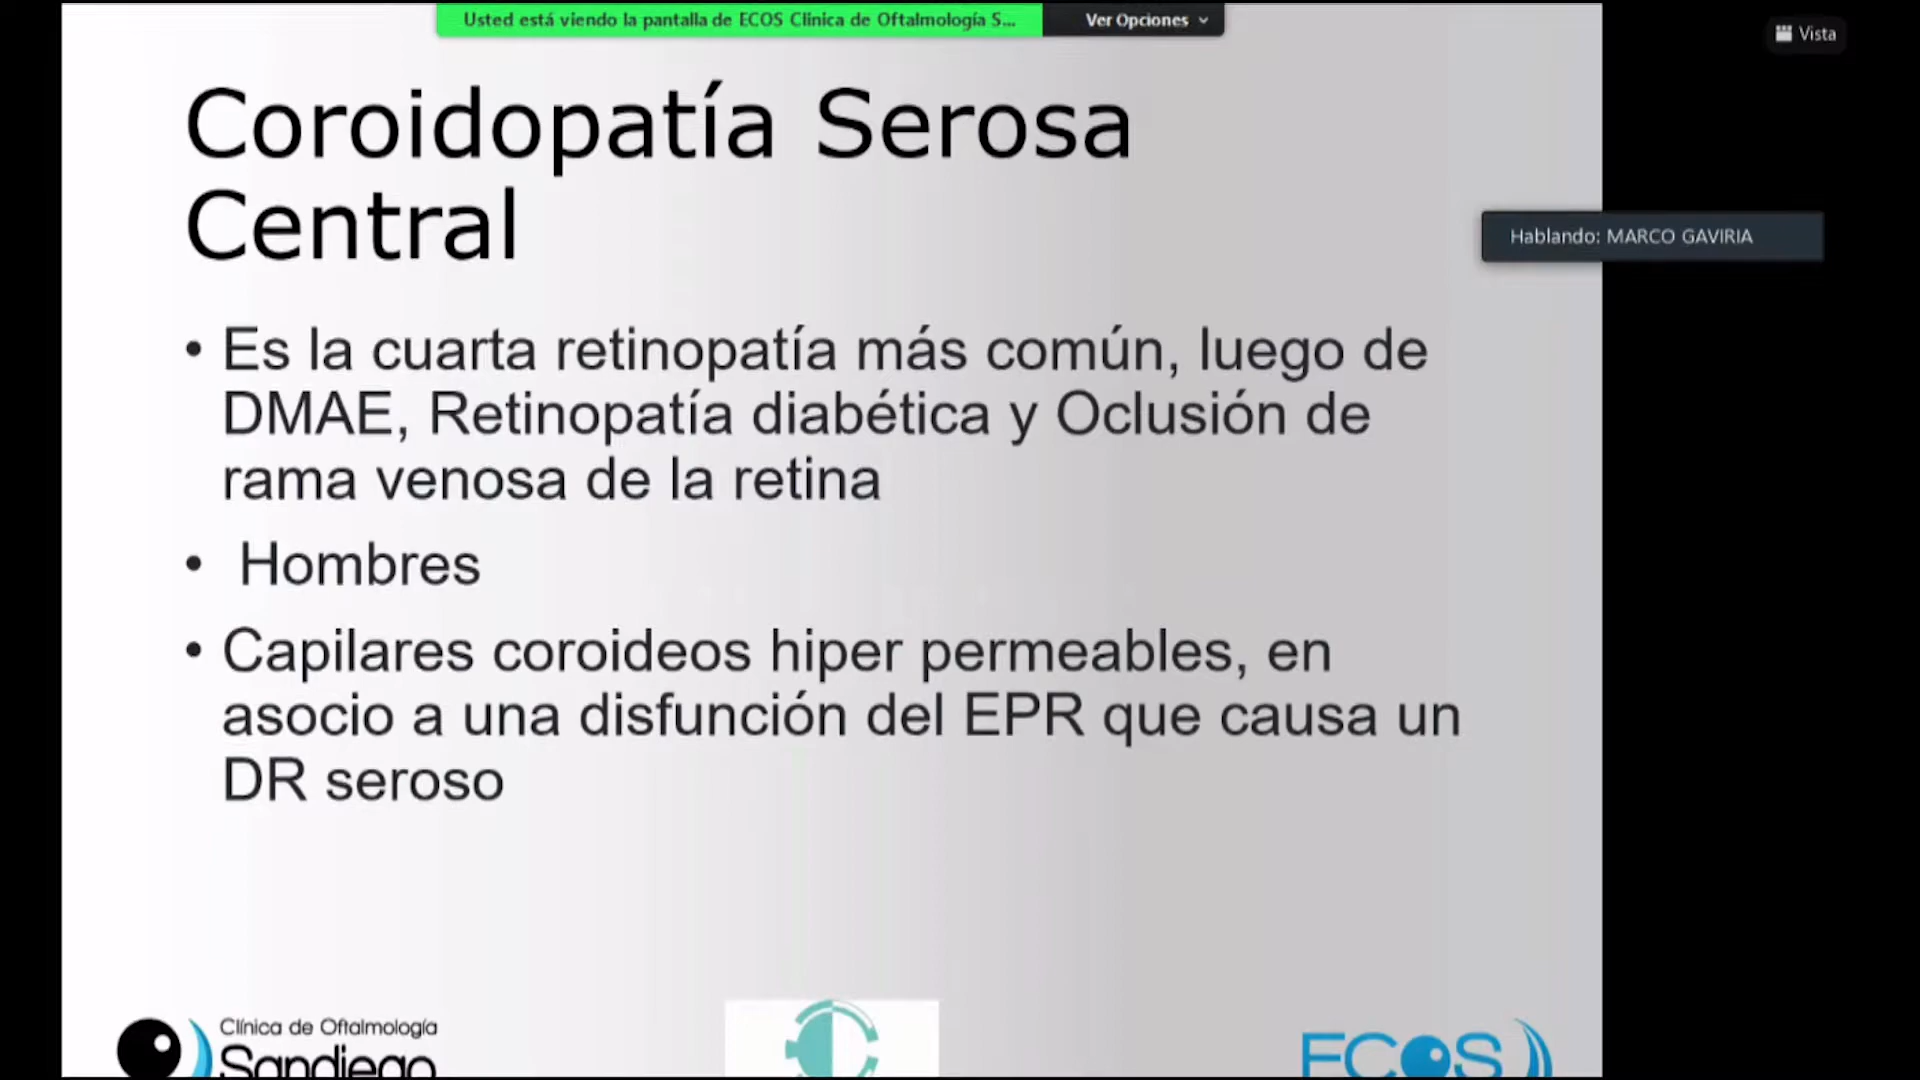 Usted está viendo la pantalla de ECOS Clinica de Oftalmología S...
Ver Opciones
Vista
Coroidopatía Serosa
Central
Hablando: MARCO GAVIRIA
• Es la cuarta retinopatía más común, luego de
DMAE, Retinopatía diabética y Oclusión de
rama venosa de la retina
• Hombres
• Capilares coroideos hiper permeables, en
asocio a una disfunción del EPR que causa un
DR seroso
Clínica de Oftalmología
Sandiego
ECOS